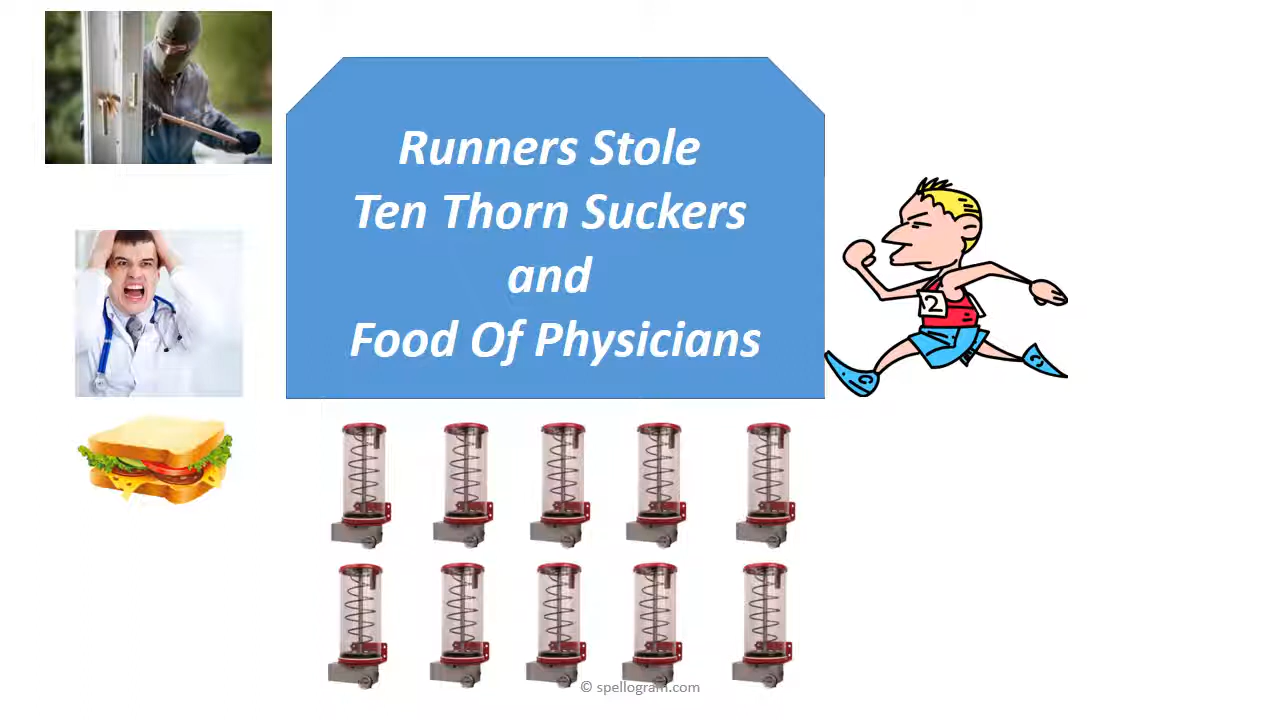 Runners Stole
Ten Thorn Suckers
and
Food Of Physicians
2
© spellogram.com